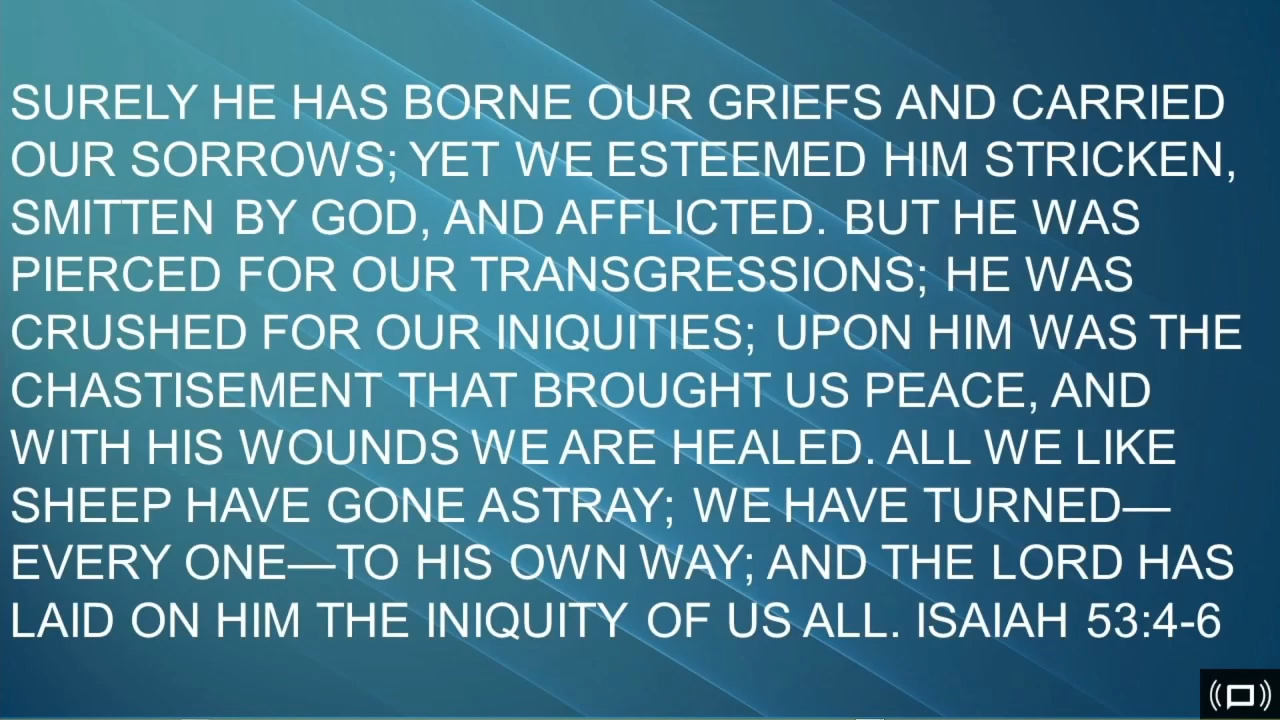 SURELY HE HAS BORNE OUR GRIEFS AND CARRIED
OUR SORROWS; YET WE ESTEEMED HIM STRICKEN,
SMITTEN BY GOD, AND AFFLICTED. BUT HE WAS
PIERCED FOR OUR TRANSGRESSIONS; HE WAS
CRUSHED FOR OUR INIQUITIES; UPON HIM WAS THE
CHASTISEMENT THAT BROUGHT US PEACE, AND
WITH HIS WOUNDS WE ARE HEALED. ALL WE LIKE
SHEEP HAVE GONE ASTRAY; WE HAVE TURNED—
EVERY ONE—TO HIS OWN WAY; AND THE LORD HAS
LAID ON HIM THE INIQUITY OF US ALL. ISAIAH 53:4-6